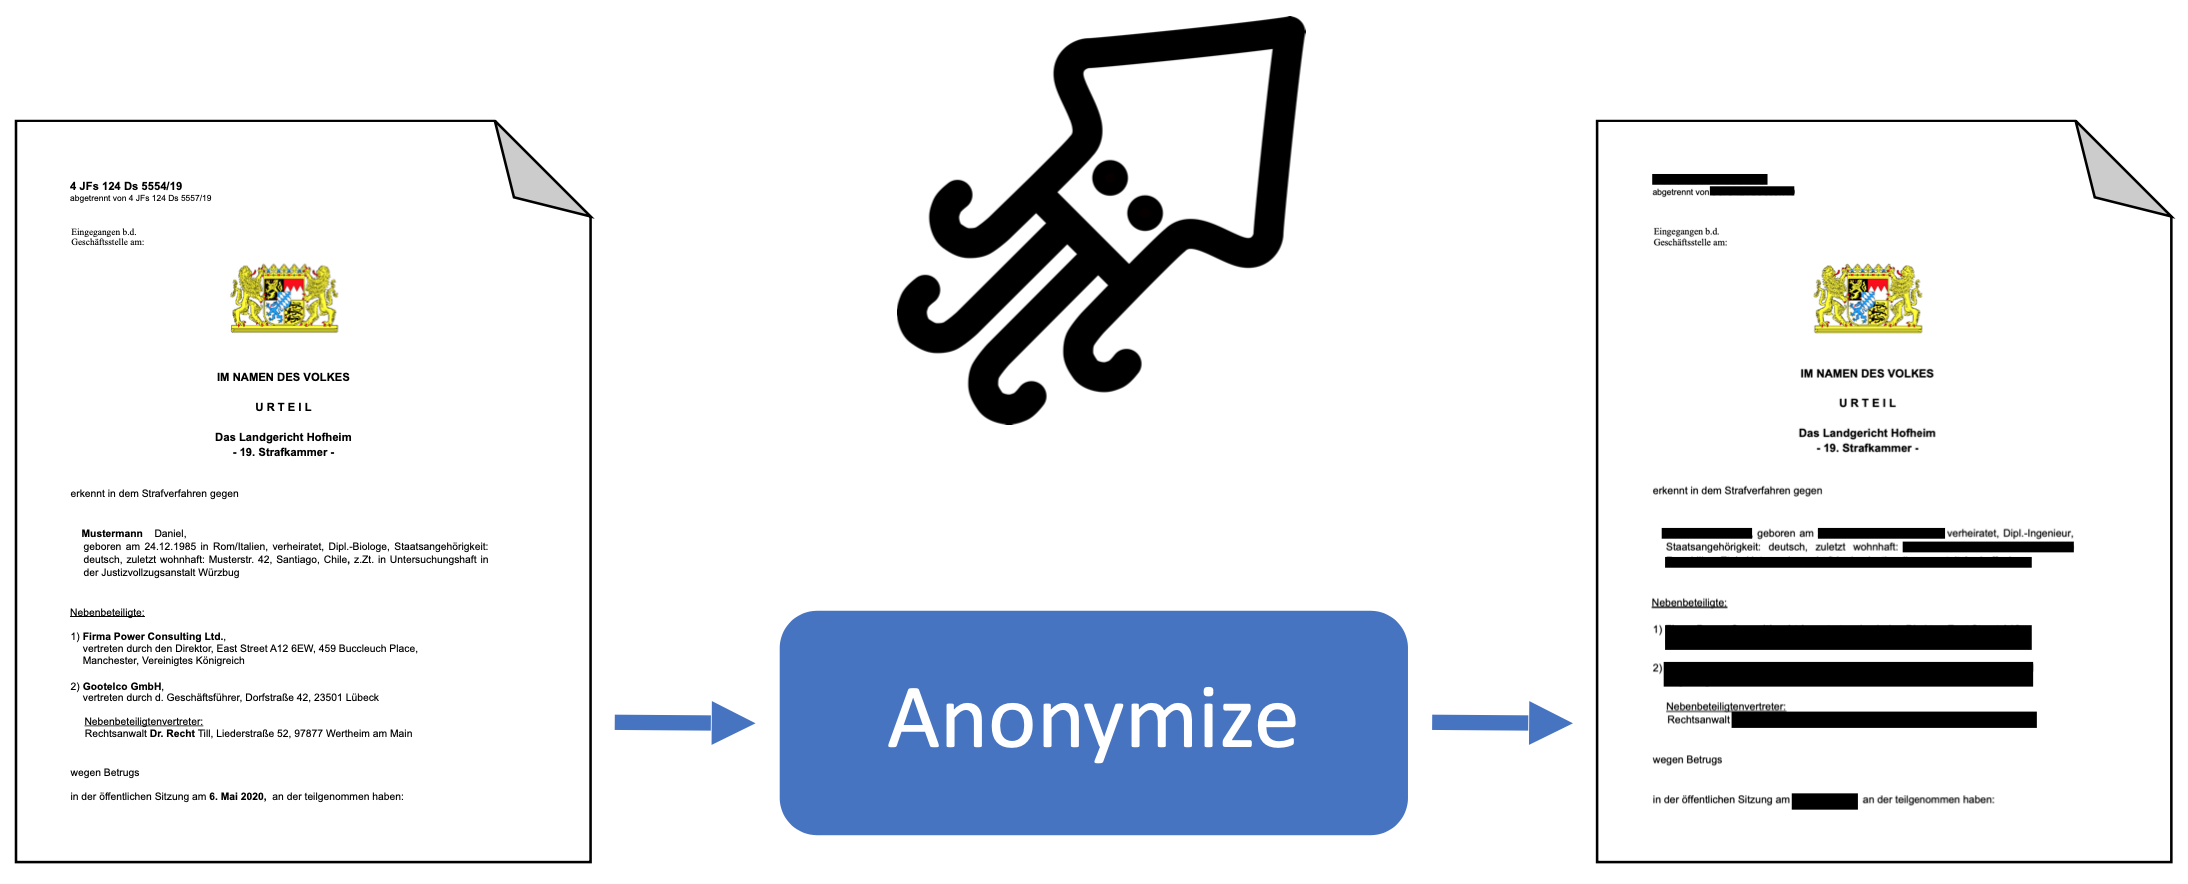 4 JFs 124 Ds 5554/19
abgetrennt von 4 JFs 124 Ds 5557/19
Eingegangen b.d.
Geschäftsstelle am:
IM NAMEN DES VOLKES
U R T E I L
Das Landgericht Hofheim
- 19. Strafkammer -
erkennt in dem Strafverfahren gegen
Mustermann Daniel,
geboren am 24.12.1985 in Rom/Italien, verheiratet, Dipl.-Biologe, Staatsangehörigkeit:
deutsch, zuletzt wohnhaft: Musterstr. 42, Santiago, Chile, z.Zt. in Untersuchungshaft in
der Justizvollzugsanstalt Würzbug
Nebenbeteiligte:
1) Firma Power Consulting Ltd.,
vertreten durch den Direktor, East Street A12 6EW, 459 Buccleuch Place,
Manchester, Vereinigtes Königreich
2) Gootelco GmbH,
vertreten durch d. Geschäftsführer, Dorfstraße 42, 23501 Lübeck
Nebenbeteiligtenvertreter:
Rechtsanwalt Dr. Recht Till, Liederstraße 52, 97877 Wertheim am Main
wegen Betrugs
in der öffentlichen Sitzung am 6. Mai 2020, an der teilgenommen haben:
Anonymize
abgetrennt von
Eingegangen b.d.
Geschäftsstelle am:
IM NAMEN DES VOLKES
U R T E I L
Das Landgericht Hofheim
- 19. Strafkammer -
erkennt in dem Strafverfahren gegen
geboren am verheiratet, Dipl.-Ingenieur,
Staatsangehörigkeit: deutsch, zuletzt wohnhaft:
Nebenbeteiligte:
1)
2)
Nebenbeteiligtenvertreter:
Rechtsanwalt
wegen Betrugs
in der öffentlichen Sitzung am an der teilgenommen haben: